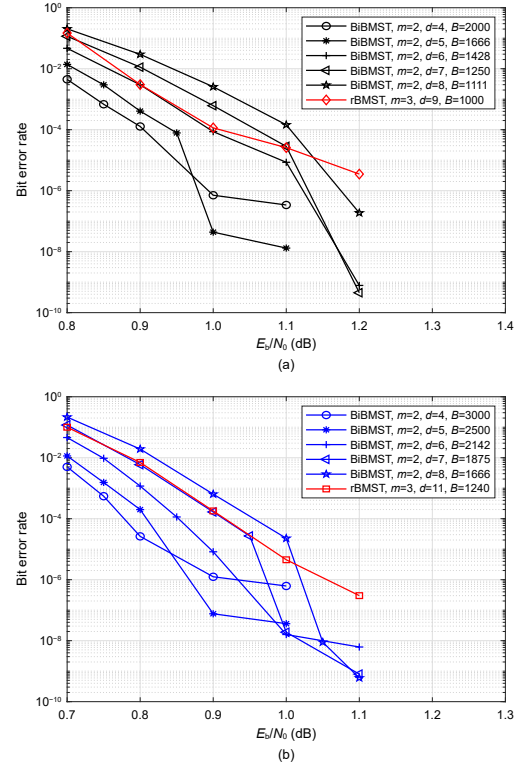 10^0
10^-2
10^-4
10^-6
10^-8
10^-10
Bit error rate
BiBMST, m=2, d=4, B=2000
BiBMST, m=2, d=5, B=1666
BiBMST, m=2, d=6, B=1428
BiBMST, m=2, d=7, B=1250
BiBMST, m=2, d=8, B=1111
rBMST, m=3, d=9, B=1000
0.8 0.9 1.0 1.1 1.2 1.3 1.4
E_b/N_0 (dB)
(a)
10^0
10^-2
10^-4
10^-6
10^-8
10^-10
Bit error rate
BiBMST, m=2, d=4, B=3000
BiBMST, m=2, d=5, B=2500
BiBMST, m=2, d=6, B=2142
BiBMST, m=2, d=7, B=1875
BiBMST, m=2, d=8, B=1666
rBMST, m=3, d=11, B=1240
0.7 0.8 0.9 1.0 1.1 1.2 1.3
E_b/N_0 (dB)
(b)